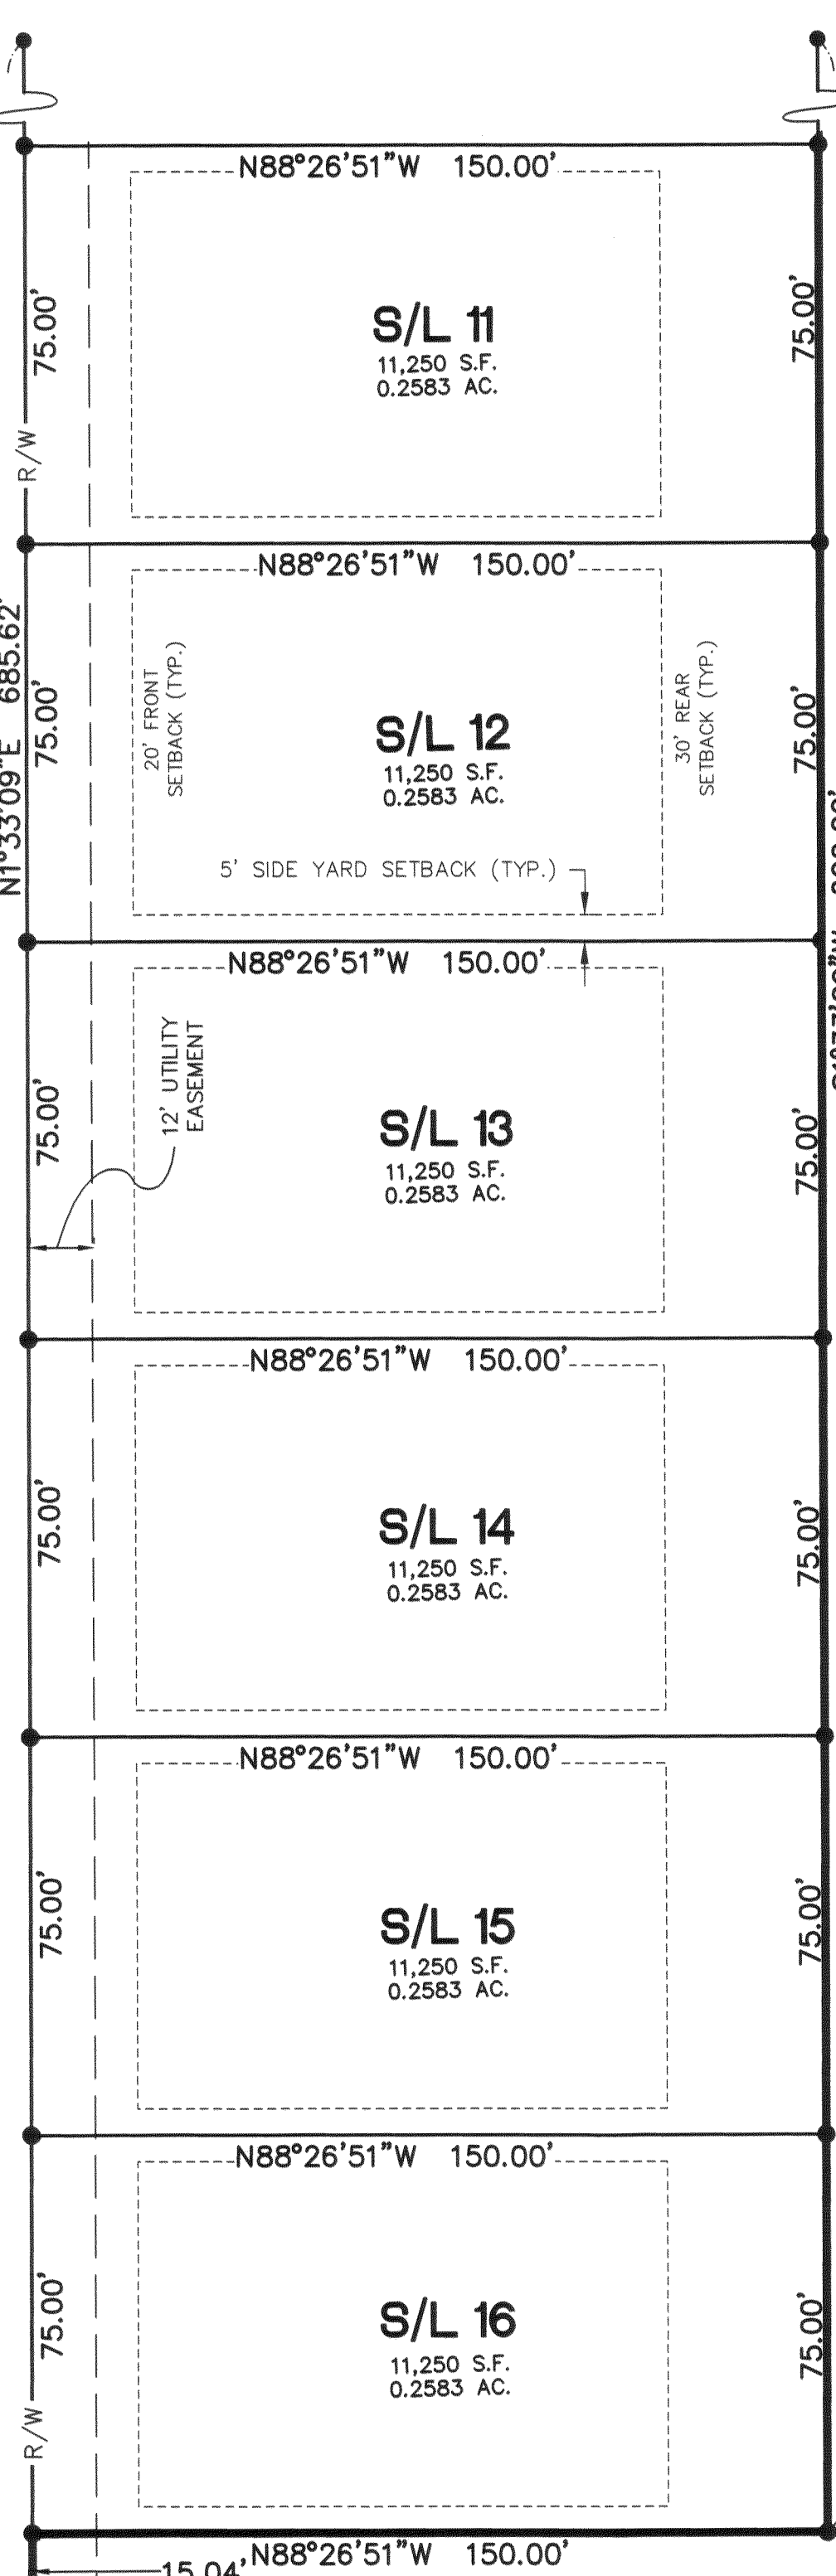 N88°26'51"W 150.00'
75.00'
S/L 11
11,250 S.F.
0.2583 AC.
75.00'
R/W
N88°26'51"W 150.00'
N1°33'09"E 685.62'
75.00'
20' FRONT
SETBACK (TYP.)
S/L 12
11,250 S.F.
0.2583 AC.
30' REAR
SETBACK (TYP.)
75.00'
5' SIDE YARD SETBACK (TYP.)
N88°26'51"W 150.00'
75.00'
12' UTILITY
EASEMENT
S/L 13
11,250 S.F.
0.2583 AC.
75.00'
N88°26'51"W 150.00'
75.00'
S/L 14
11,250 S.F.
0.2583 AC.
75.00'
N88°26'51"W 150.00'
75.00'
S/L 15
11,250 S.F.
0.2583 AC.
75.00'
N88°26'51"W 150.00'
75.00'
S/L 16
11,250 S.F.
0.2583 AC.
75.00'
R/W
N88°26'51"W 150.00'
15.04'